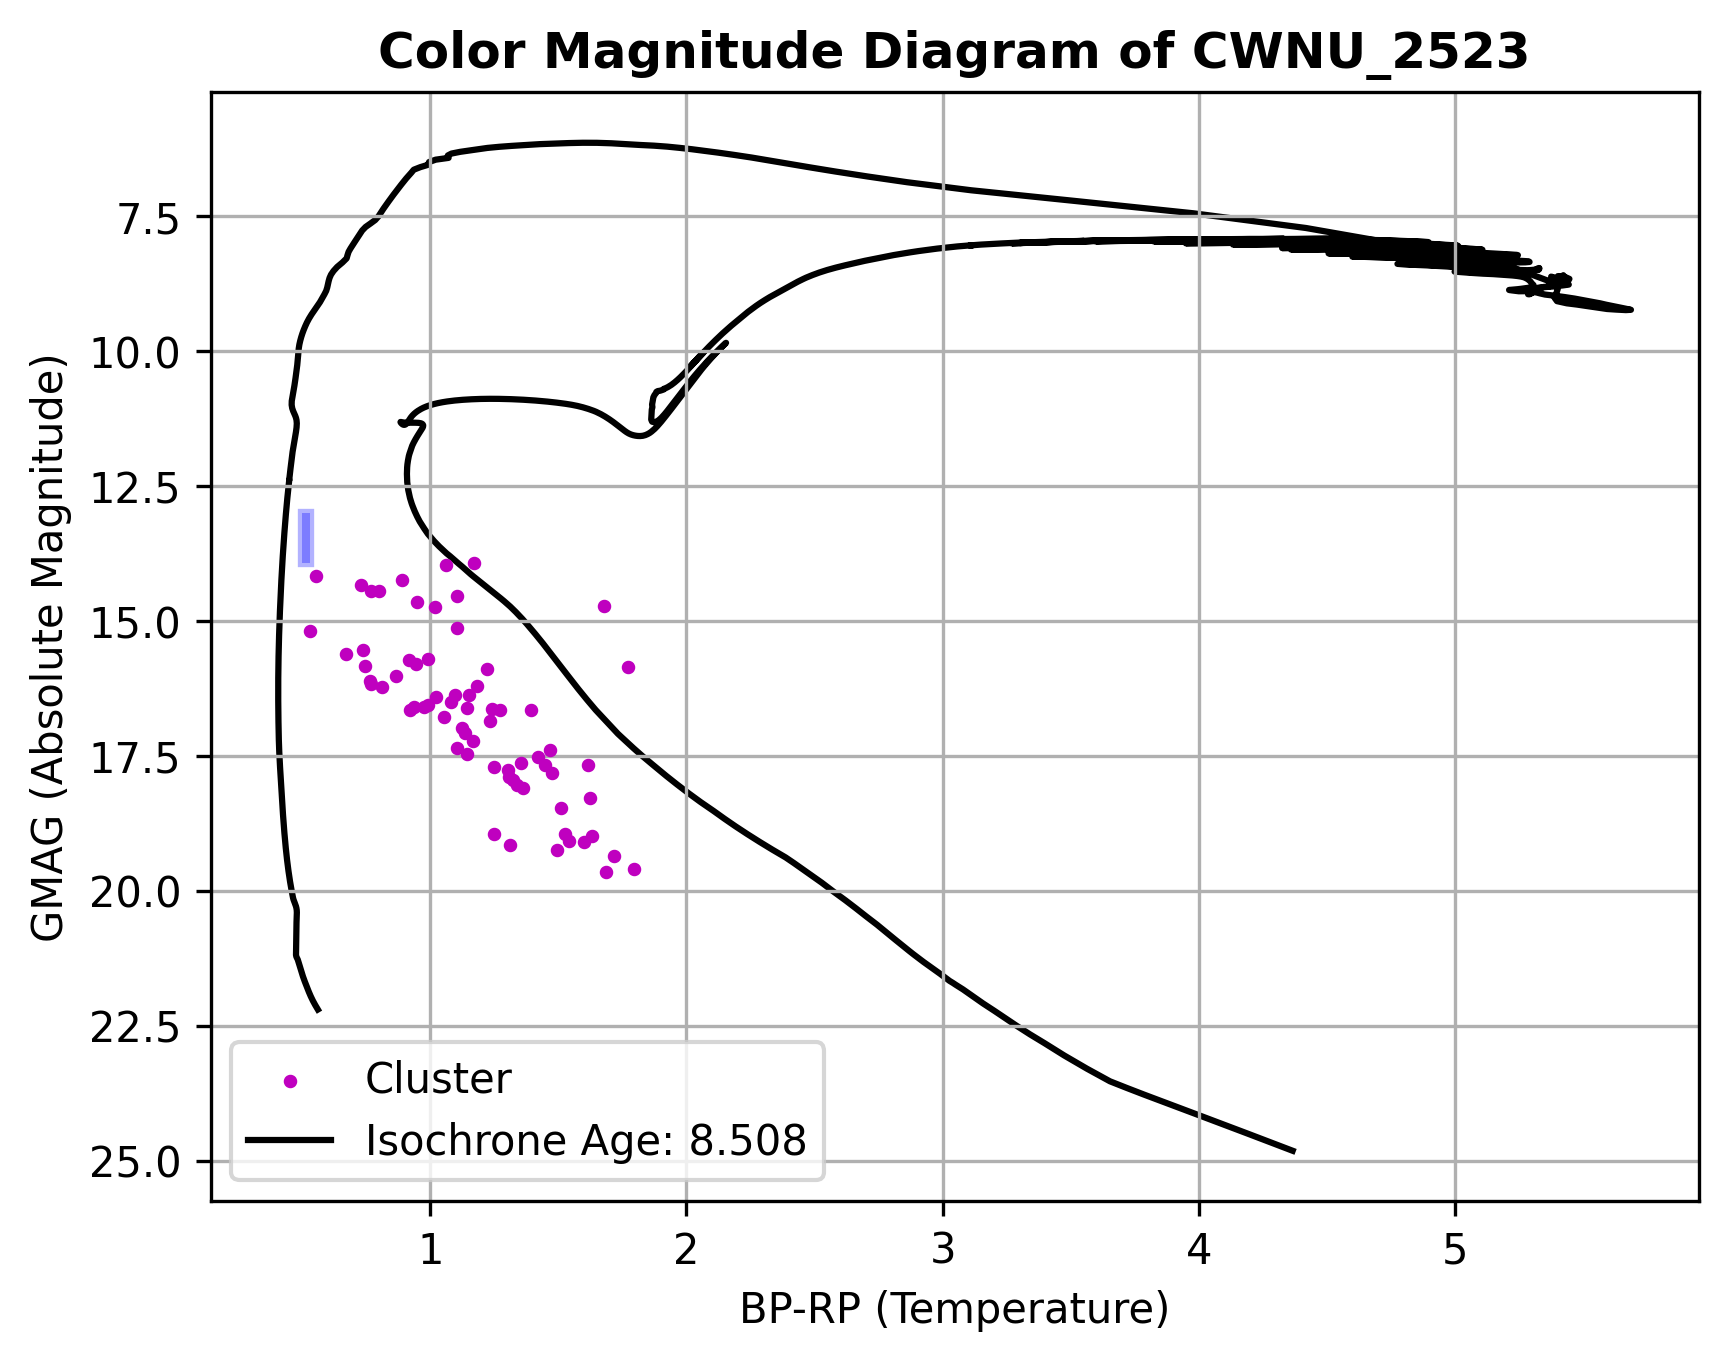 Color Magnitude Diagram of CWNU_2523
GMAG (Absolute Magnitude)
7.5
10.0
12.5
15.0
17.5
20.0
22.5
25.0
Cluster
Isochrone Age: 8.508
1 2 3 4 5
BP-RP (Temperature)